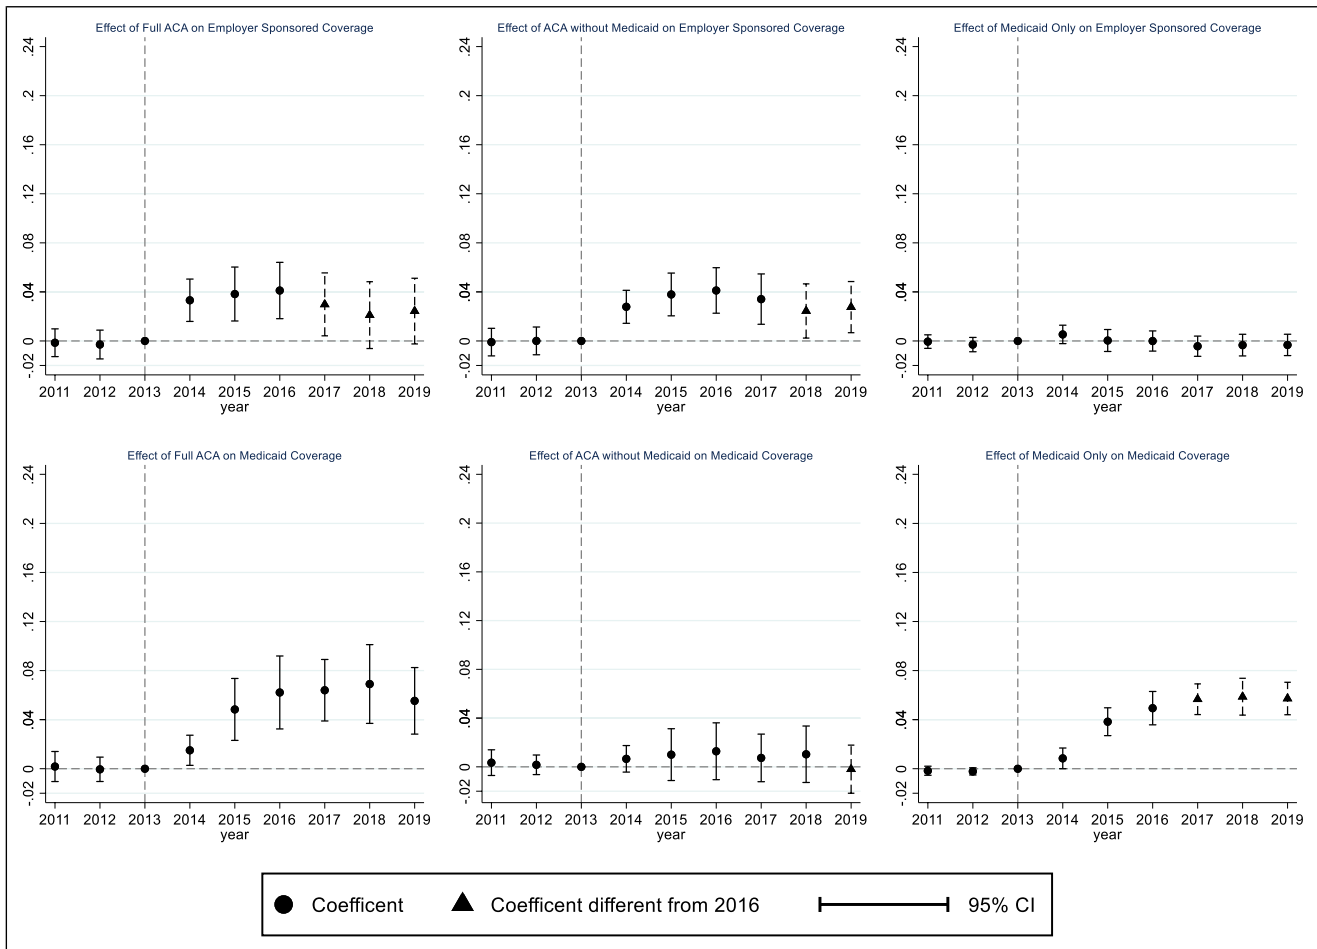 Effect of Full ACA on Employer Sponsored Coverage
.24
.2
.16
.12
.08
.04
0
-.02
2011 2012 2013 2014 2015 2016 2017 2018 2019
year
Effect of ACA without Medicaid on Employer Sponsored Coverage
.24
.2
.16
.12
.08
.04
0
-.02
2011 2012 2013 2014 2015 2016 2017 2018 2019
year
Effect of Medicaid Only on Employer Sponsored Coverage
.24
.2
.16
.12
.08
.04
0
-.02
2011 2012 2013 2014 2015 2016 2017 2018 2019
year
Effect of Full ACA on Medicaid Coverage
.24
.2
.16
.12
.08
.04
0
-.02
2011 2012 2013 2014 2015 2016 2017 2018 2019
year
Effect of ACA without Medicaid on Medicaid Coverage
.24
.2
.16
.12
.08
.04
0
-.02
2011 2012 2013 2014 2015 2016 2017 2018 2019
year
Effect of Medicaid Only on Medicaid Coverage
.24
.2
.16
.12
.08
.04
0
-.02
2011 2012 2013 2014 2015 2016 2017 2018 2019
year
Coefficent Coefficent different from 2016 95% CI